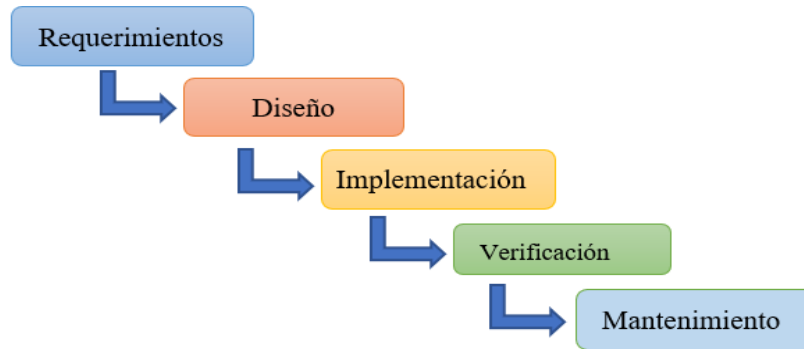 Requerimientos
Diseño
Implementación
Verificación
Mantenimiento